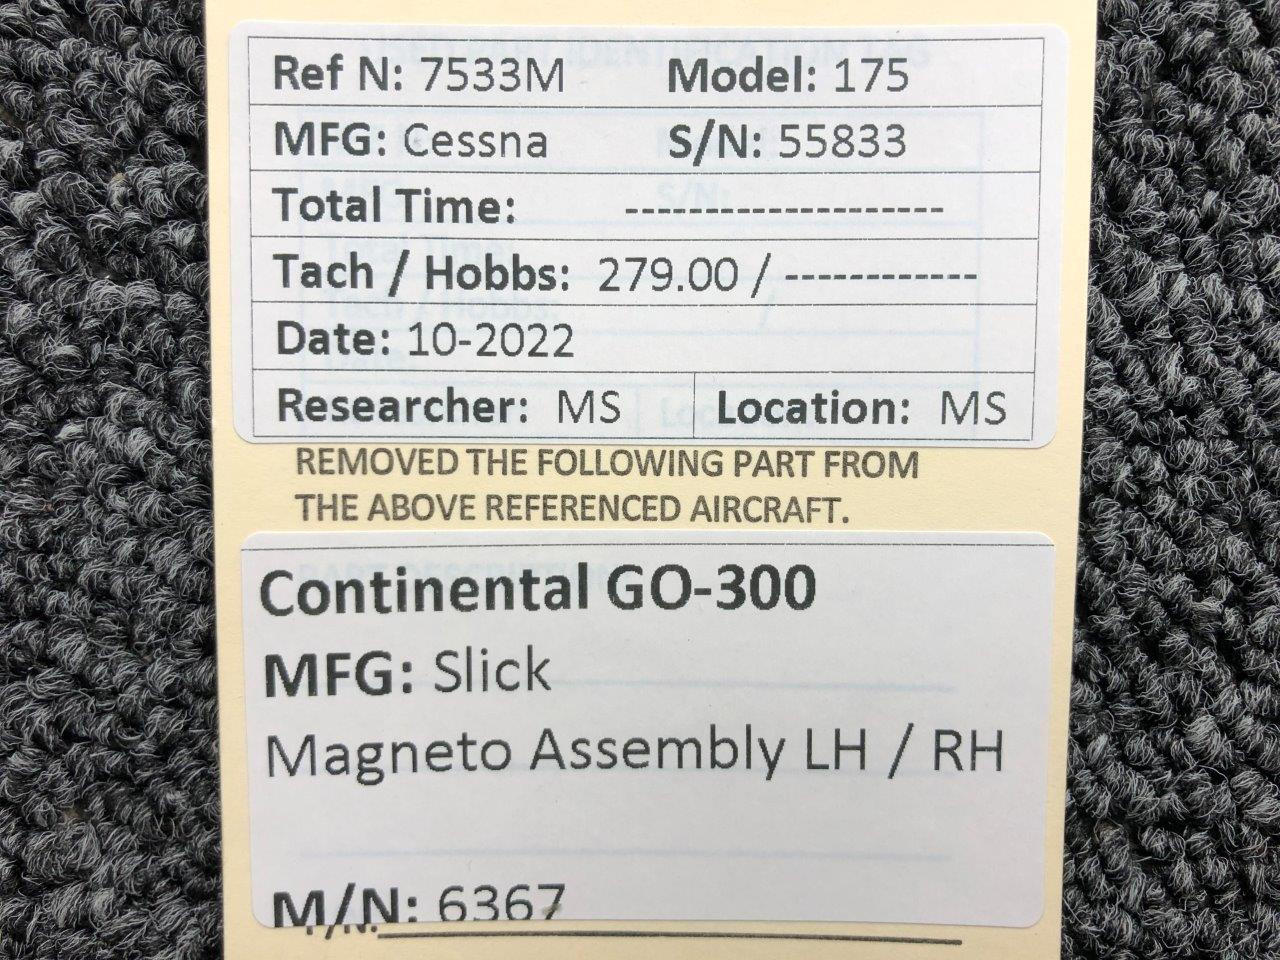 Ref N: 7533M Model: 175
MFG: Cessna S/N: 55833
Total Time: --------------------
Tach / Hobbs: 279.00 / ------------
Date: 10-2022
Researcher: MS Location: MS
REMOVED THE FOLLOWING PART FROM
THE ABOVE REFERENCED AIRCRAFT.
Continental GO-300
MFG: Slick
Magneto Assembly LH / RH
M/N: 6367